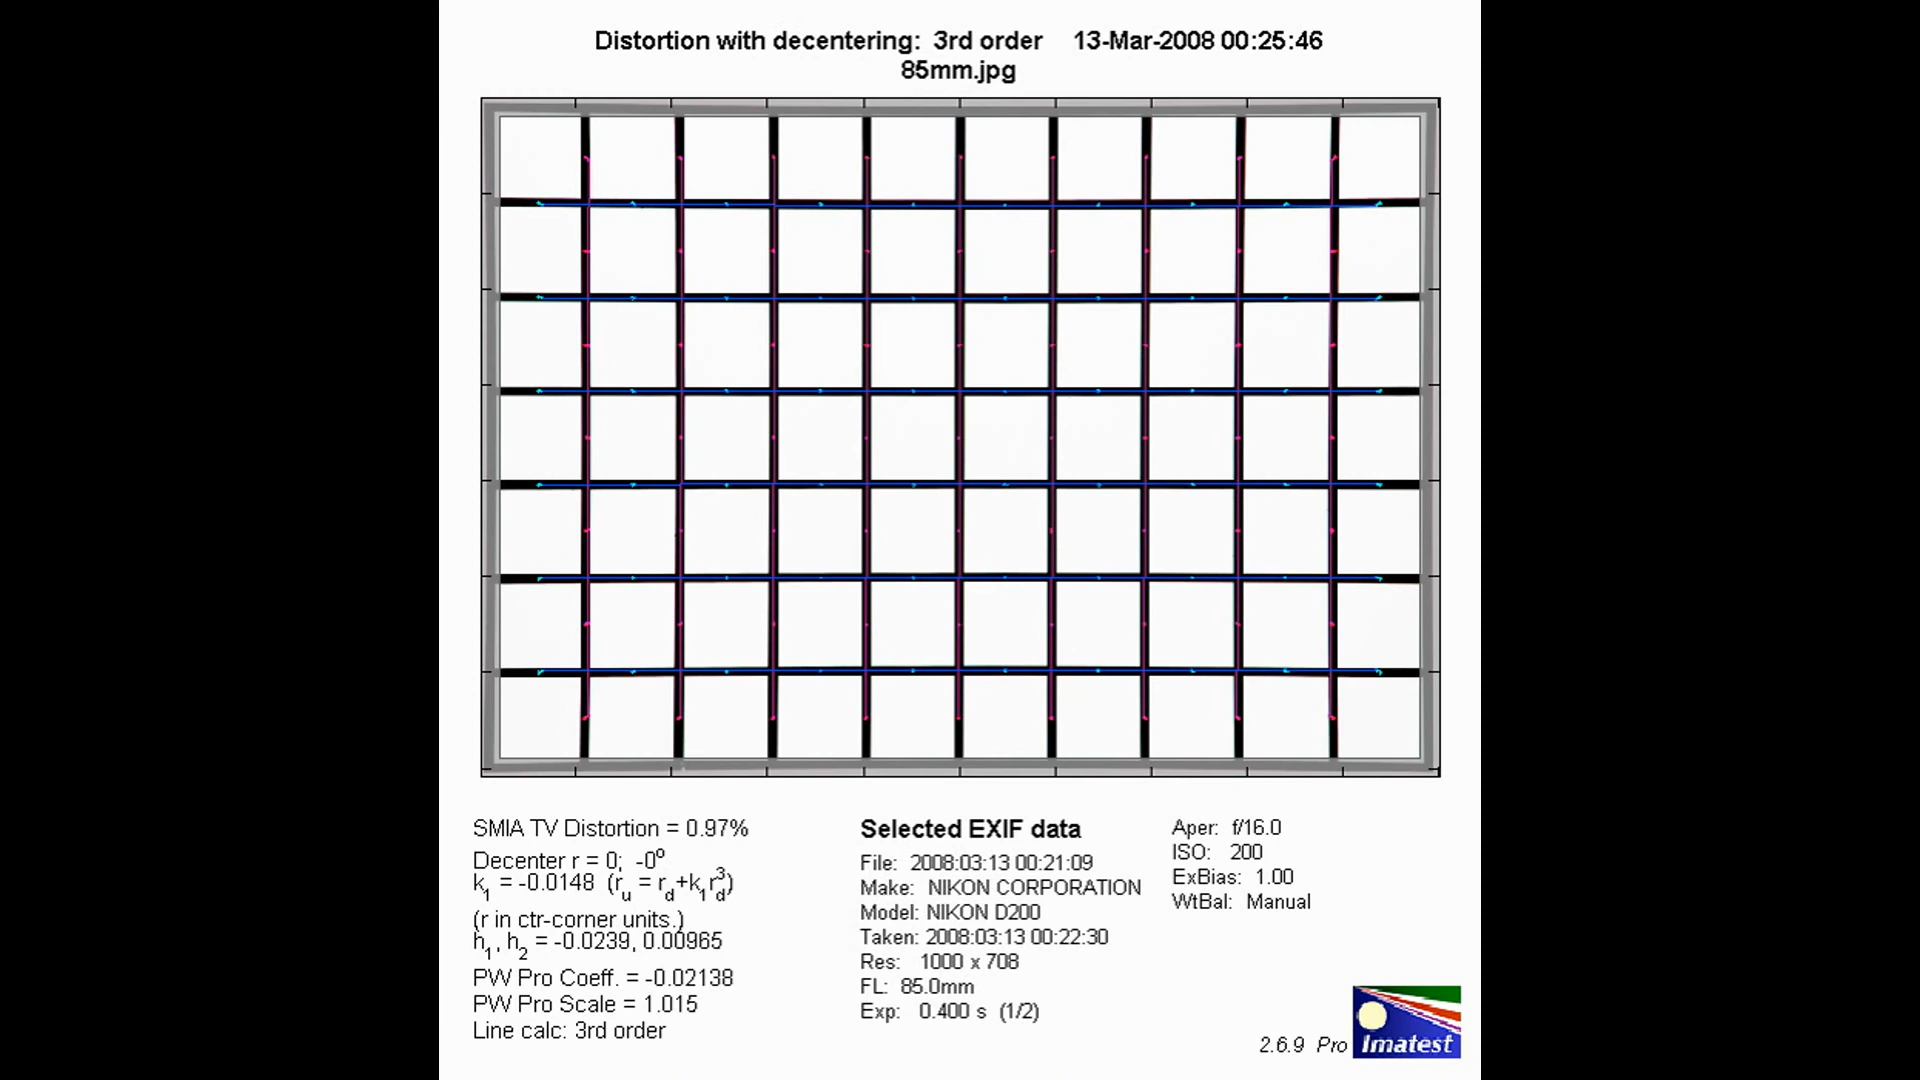 Distortion with decentering: 3rd order 13-Mar-2008 00:25:46
85mm.jpg
SMIA TV Distortion = 0.97%
Decenter r = 0; -0º
k1 = -0.0148 (ru = rd+k1rd3)
(r in ctr-corner units.)
h1, h2 = -0.0239, 0.00965
PW Pro Coeff. = -0.02138
PW Pro Scale = 1.015
Line calc: 3rd order
Selected EXIF data
File: 2008:03:13 00:21:09
Make: NIKON CORPORATION
Model: NIKON D200
Taken: 2008:03:13 00:22:30
Res: 1000 x 708
FL: 85.0mm
Exp: 0.400 s (1/2)
Aper: f/16.0
ISO: 200
ExBias: 1.00
WtBal: Manual
2.6.9 Pro
Imatest